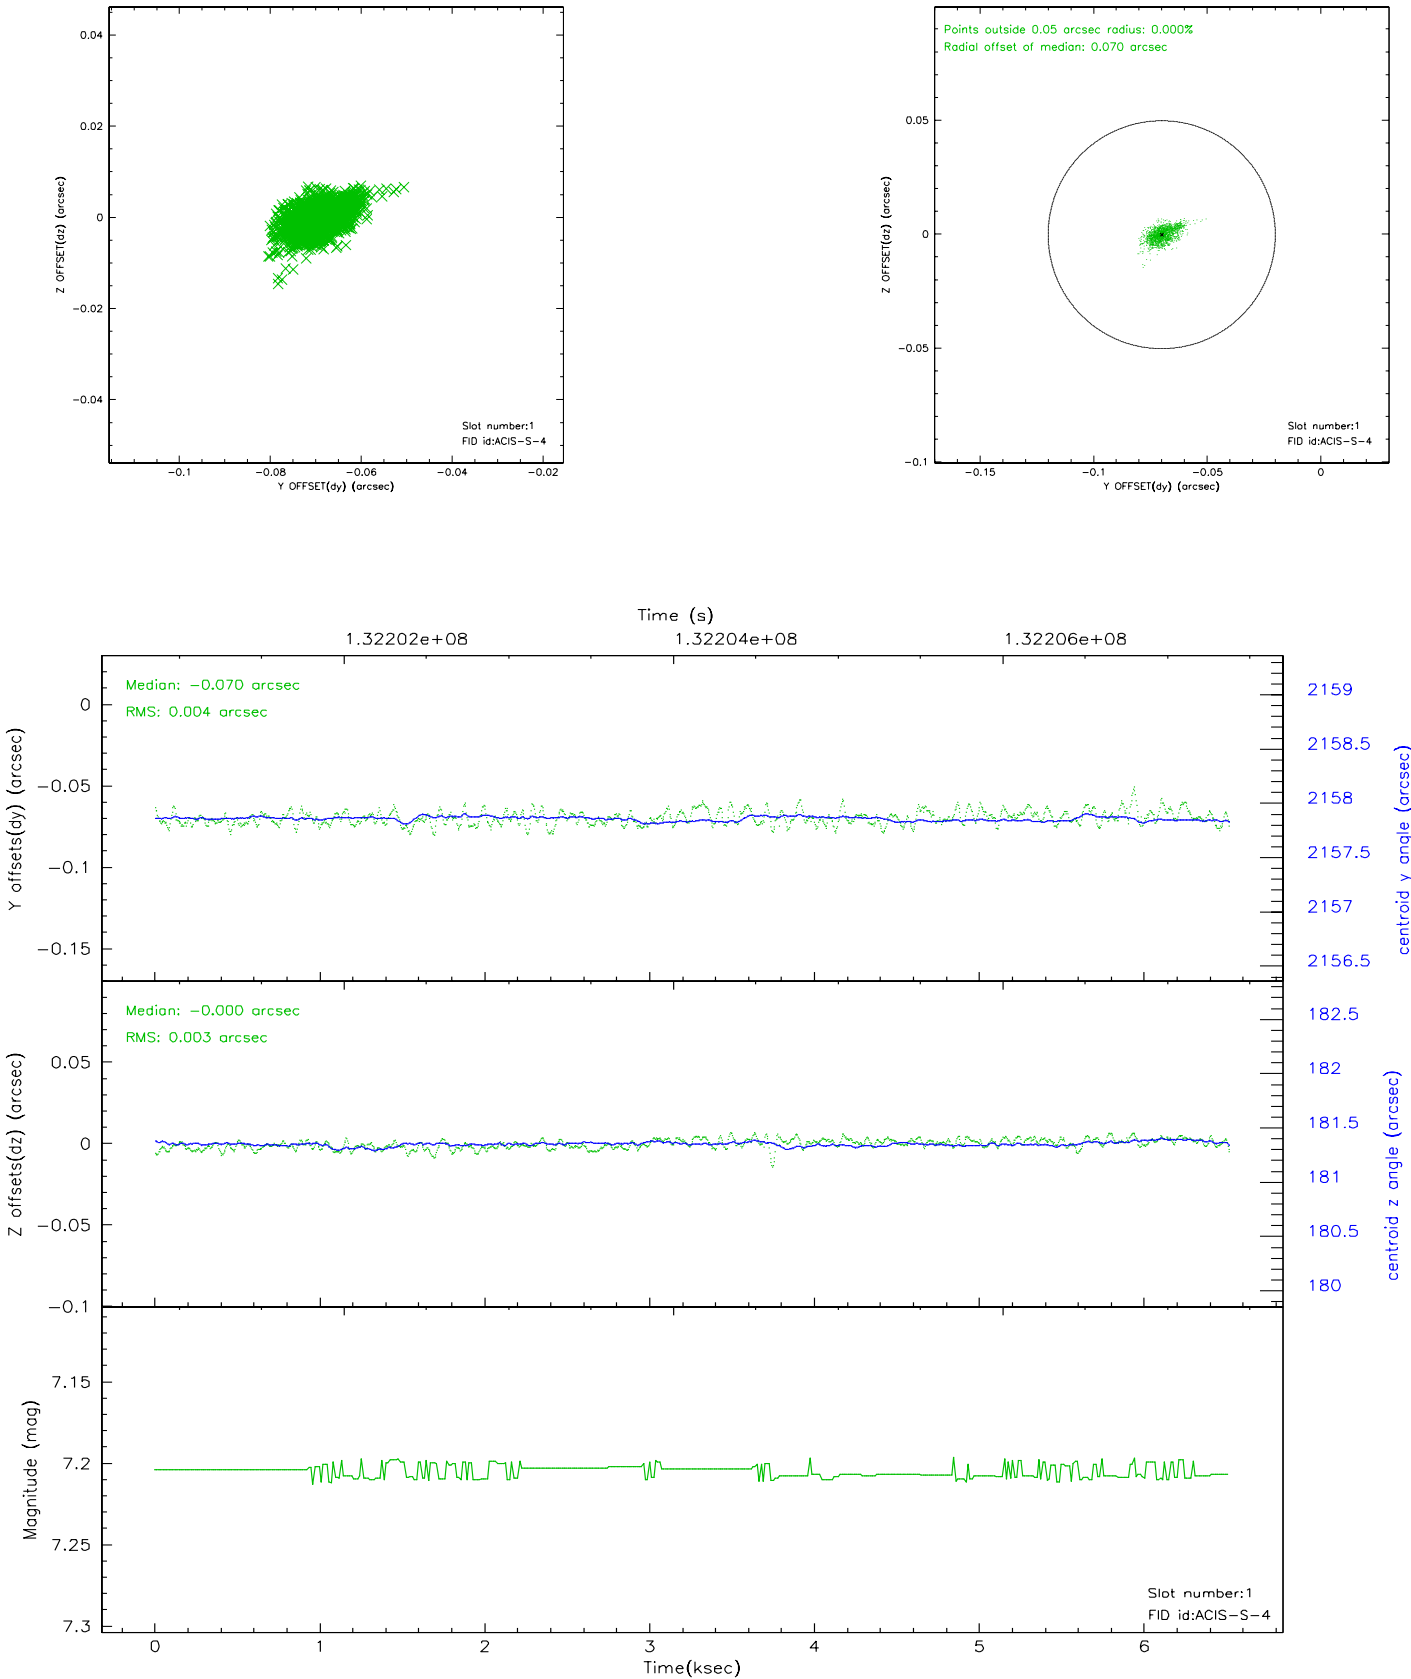 0.04
0.02
0
−0.02
−0.04
Z OFFSET(dz) (arcsec)
Slot number:1
FID id:ACIS−S−4
−0.1
−0.08
−0.06
−0.04
−0.02
Y OFFSET(dy) (arcsec)
Points outside 0.05 arcsec radius: 0.000%
Radial offset of median: 0.070 arcsec
0.05
0
−0.05
−0.1
Z OFFSET(dz) (arcsec)
Slot number:1
FID id:ACIS−S−4
−0.15
−0.1
−0.05
0
Y OFFSET(dy) (arcsec)
Time (s)
1.32202e+08
1.32204e+08
1.32206e+08
Median: −0.070 arcsec
RMS: 0.004 arcsec
0
−0.05
−0.1
−0.15
Y offsets(dy) (arcsec)
2159
2158.5
2158
2157.5
2157
2156.5
centroid y angle (arcsec)
Median: −0.000 arcsec
RMS: 0.003 arcsec
0.05
0
−0.05
−0.1
Z offsets(dz) (arcsec)
182.5
182
181.5
181
180.5
180
centroid z angle (arcsec)
7.15
7.2
7.25
7.3
Magnitude (mag)
Slot number:1
FID id:ACIS−S−4
0
1
2
3
4
5
6
Time(ksec)